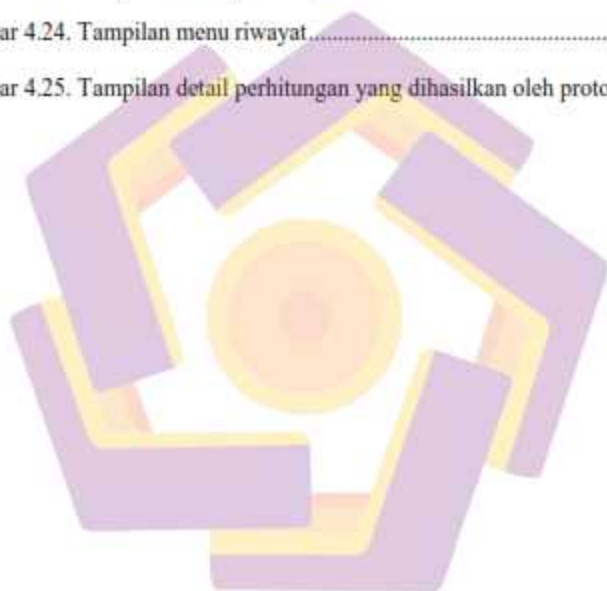 ar 4.24. Tampilan menu riwayat.......................................................
ar 4.25. Tampilan detail perhitungan yang dihasilkan oleh proto